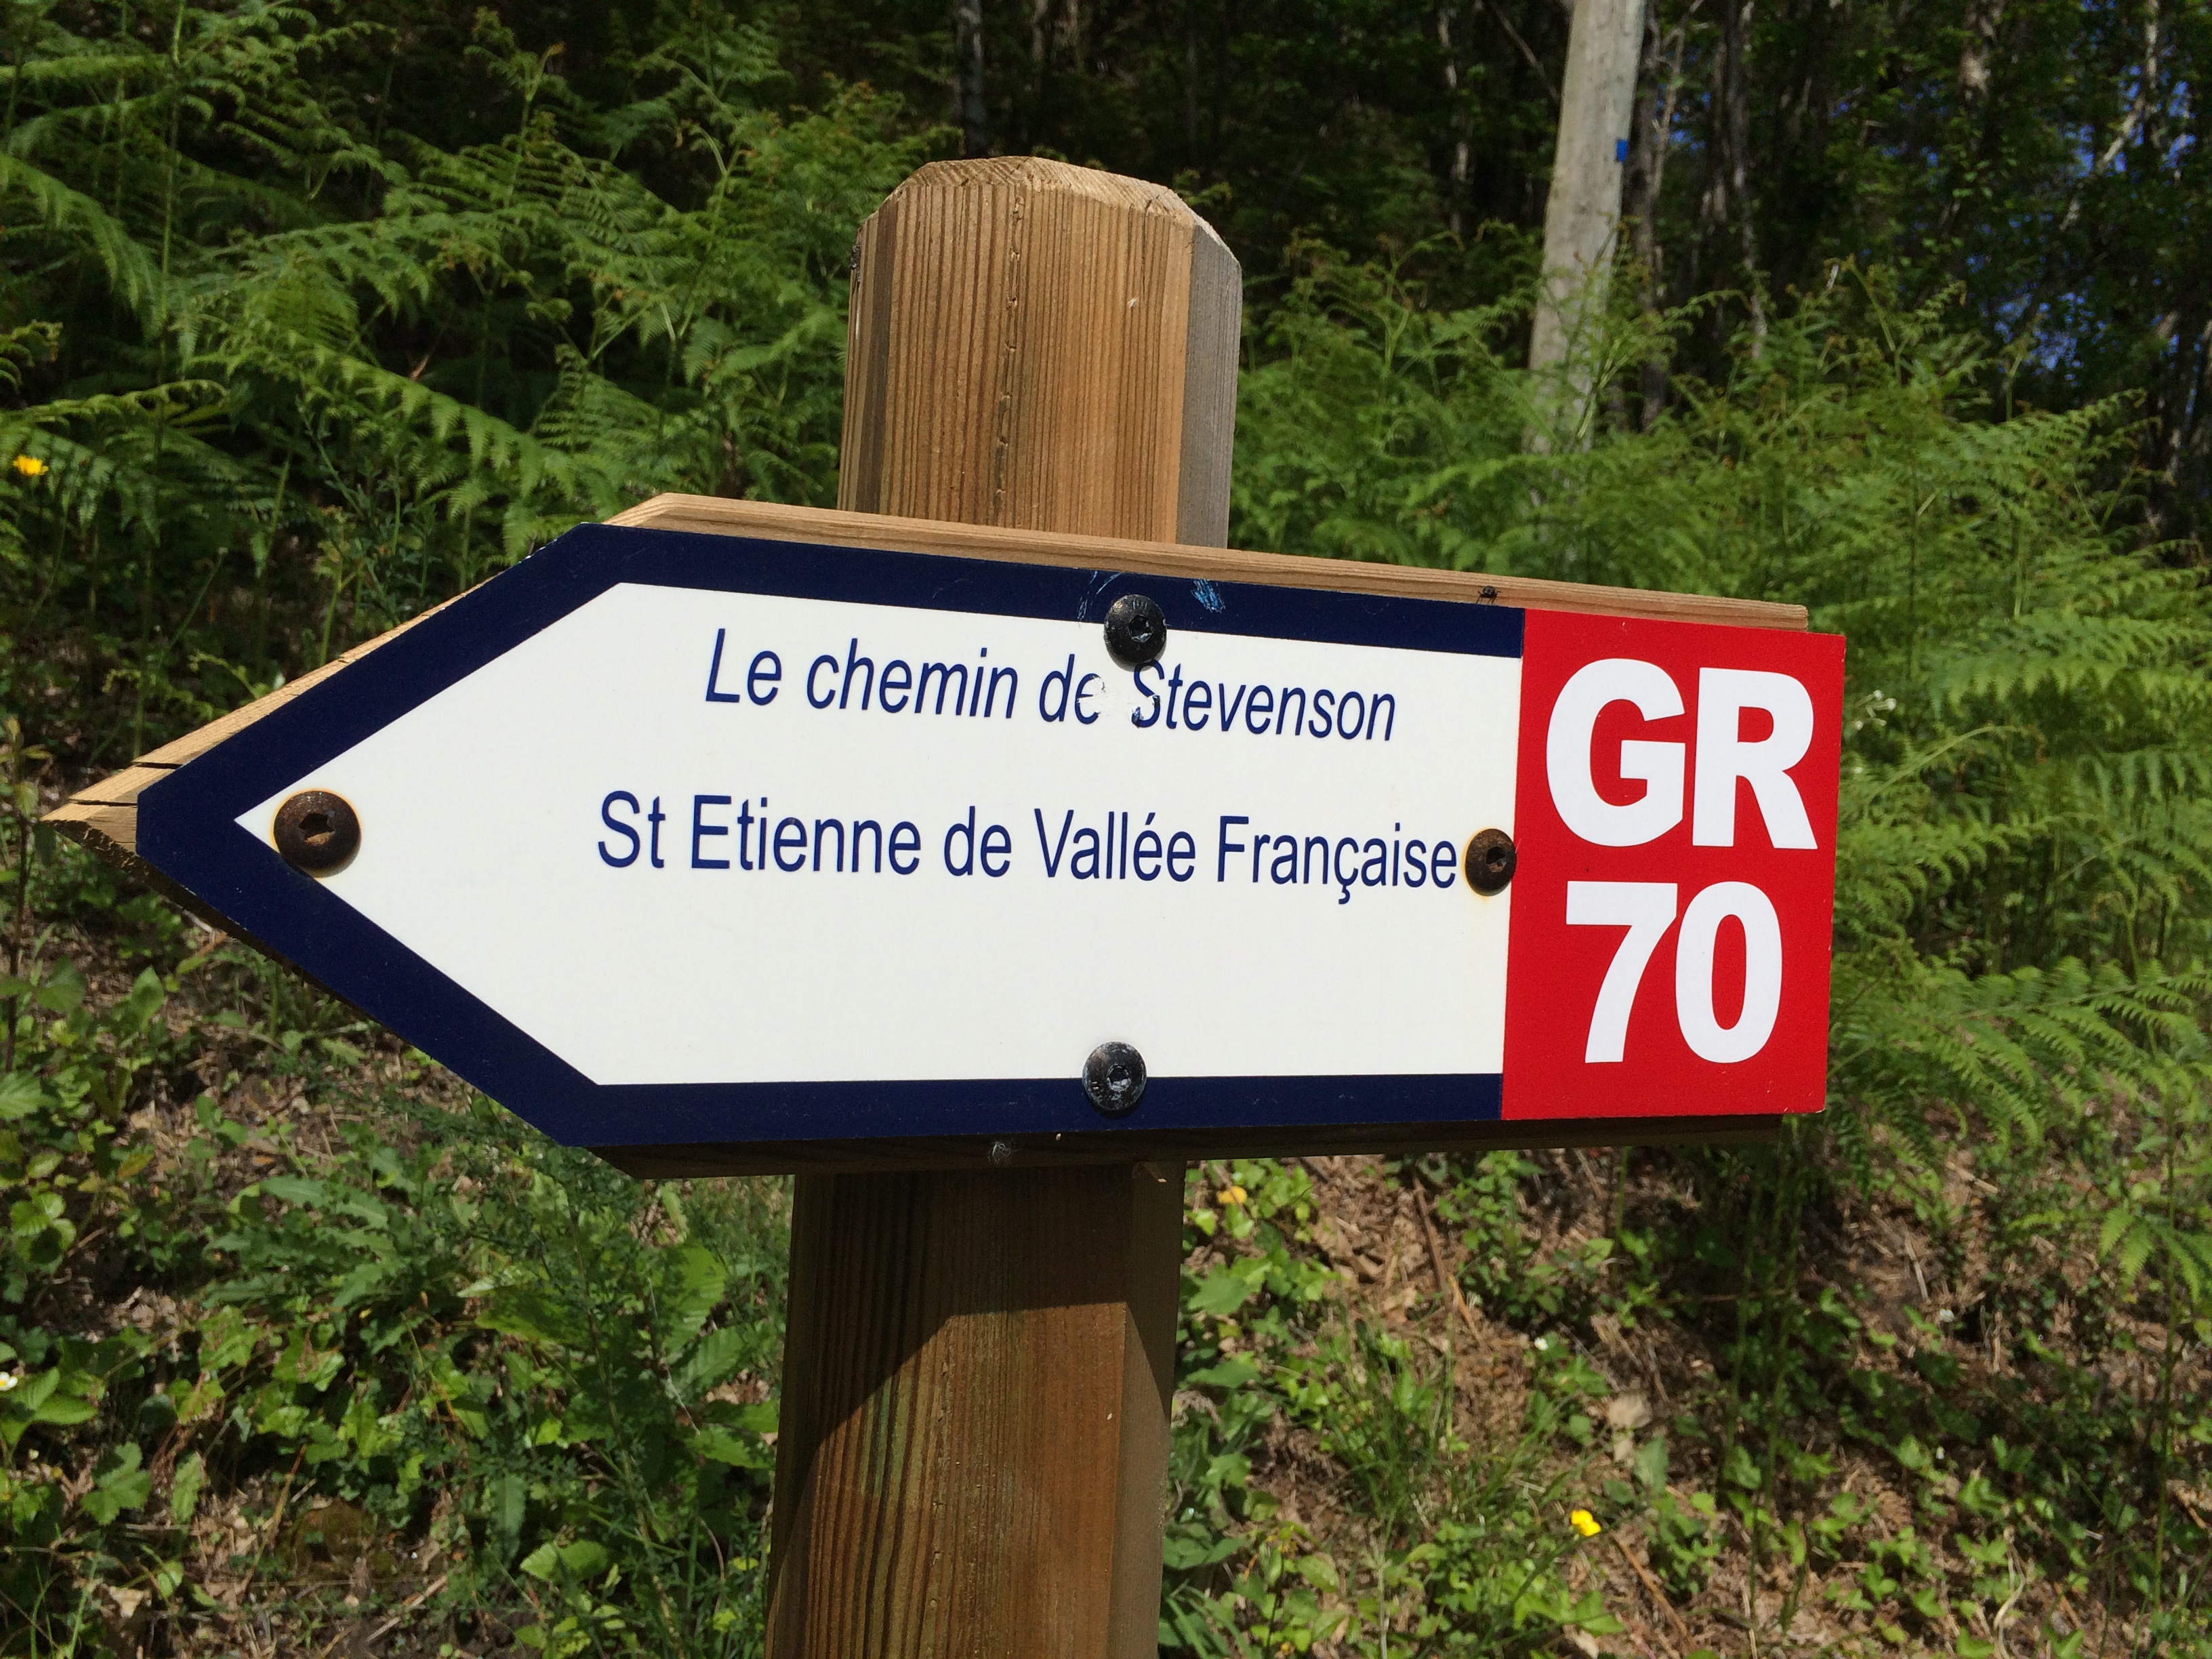 Le chemin de Stevenson
St Etienne de Vallée Française
GR
70